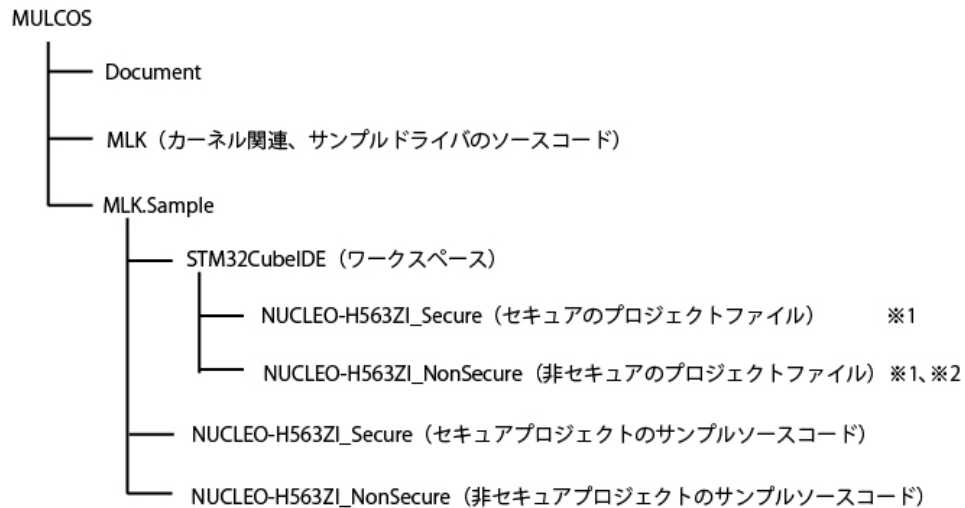 MULCOS
Document
MLK（カーネル関連、サンプルドライバのソースコード）
MLK.Sample
STM32CubeIDE（ワークスペース）
NUCLEO-H563ZI_Secure（セキュアのプロジェクトファイル） ※1
NUCLEO-H563ZI_NonSecure（非セキュアのプロジェクトファイル）※1、※2
NUCLEO-H563ZI_Secure（セキュアプロジェクトのサンプルソースコード）
NUCLEO-H563ZI_NonSecure（非セキュアプロジェクトのサンプルソースコード）